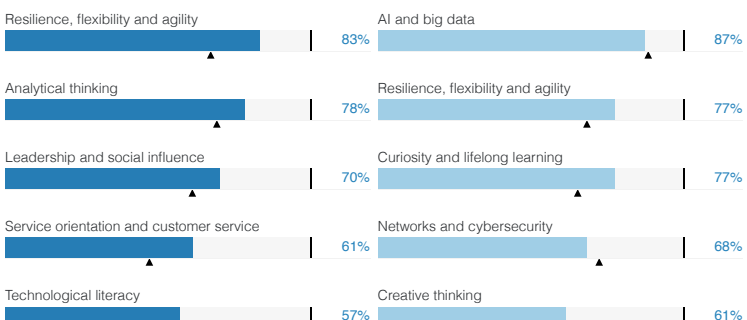 Resilience, flexibility and agility
83%
Analytical thinking
78%
Leadership and social influence
70%
Service orientation and customer service
61%
Technological literacy
57%
AI and big data
87%
Resilience, flexibility and agility
77%
Curiosity and lifelong learning
77%
Networks and cybersecurity
68%
Creative thinking
61%